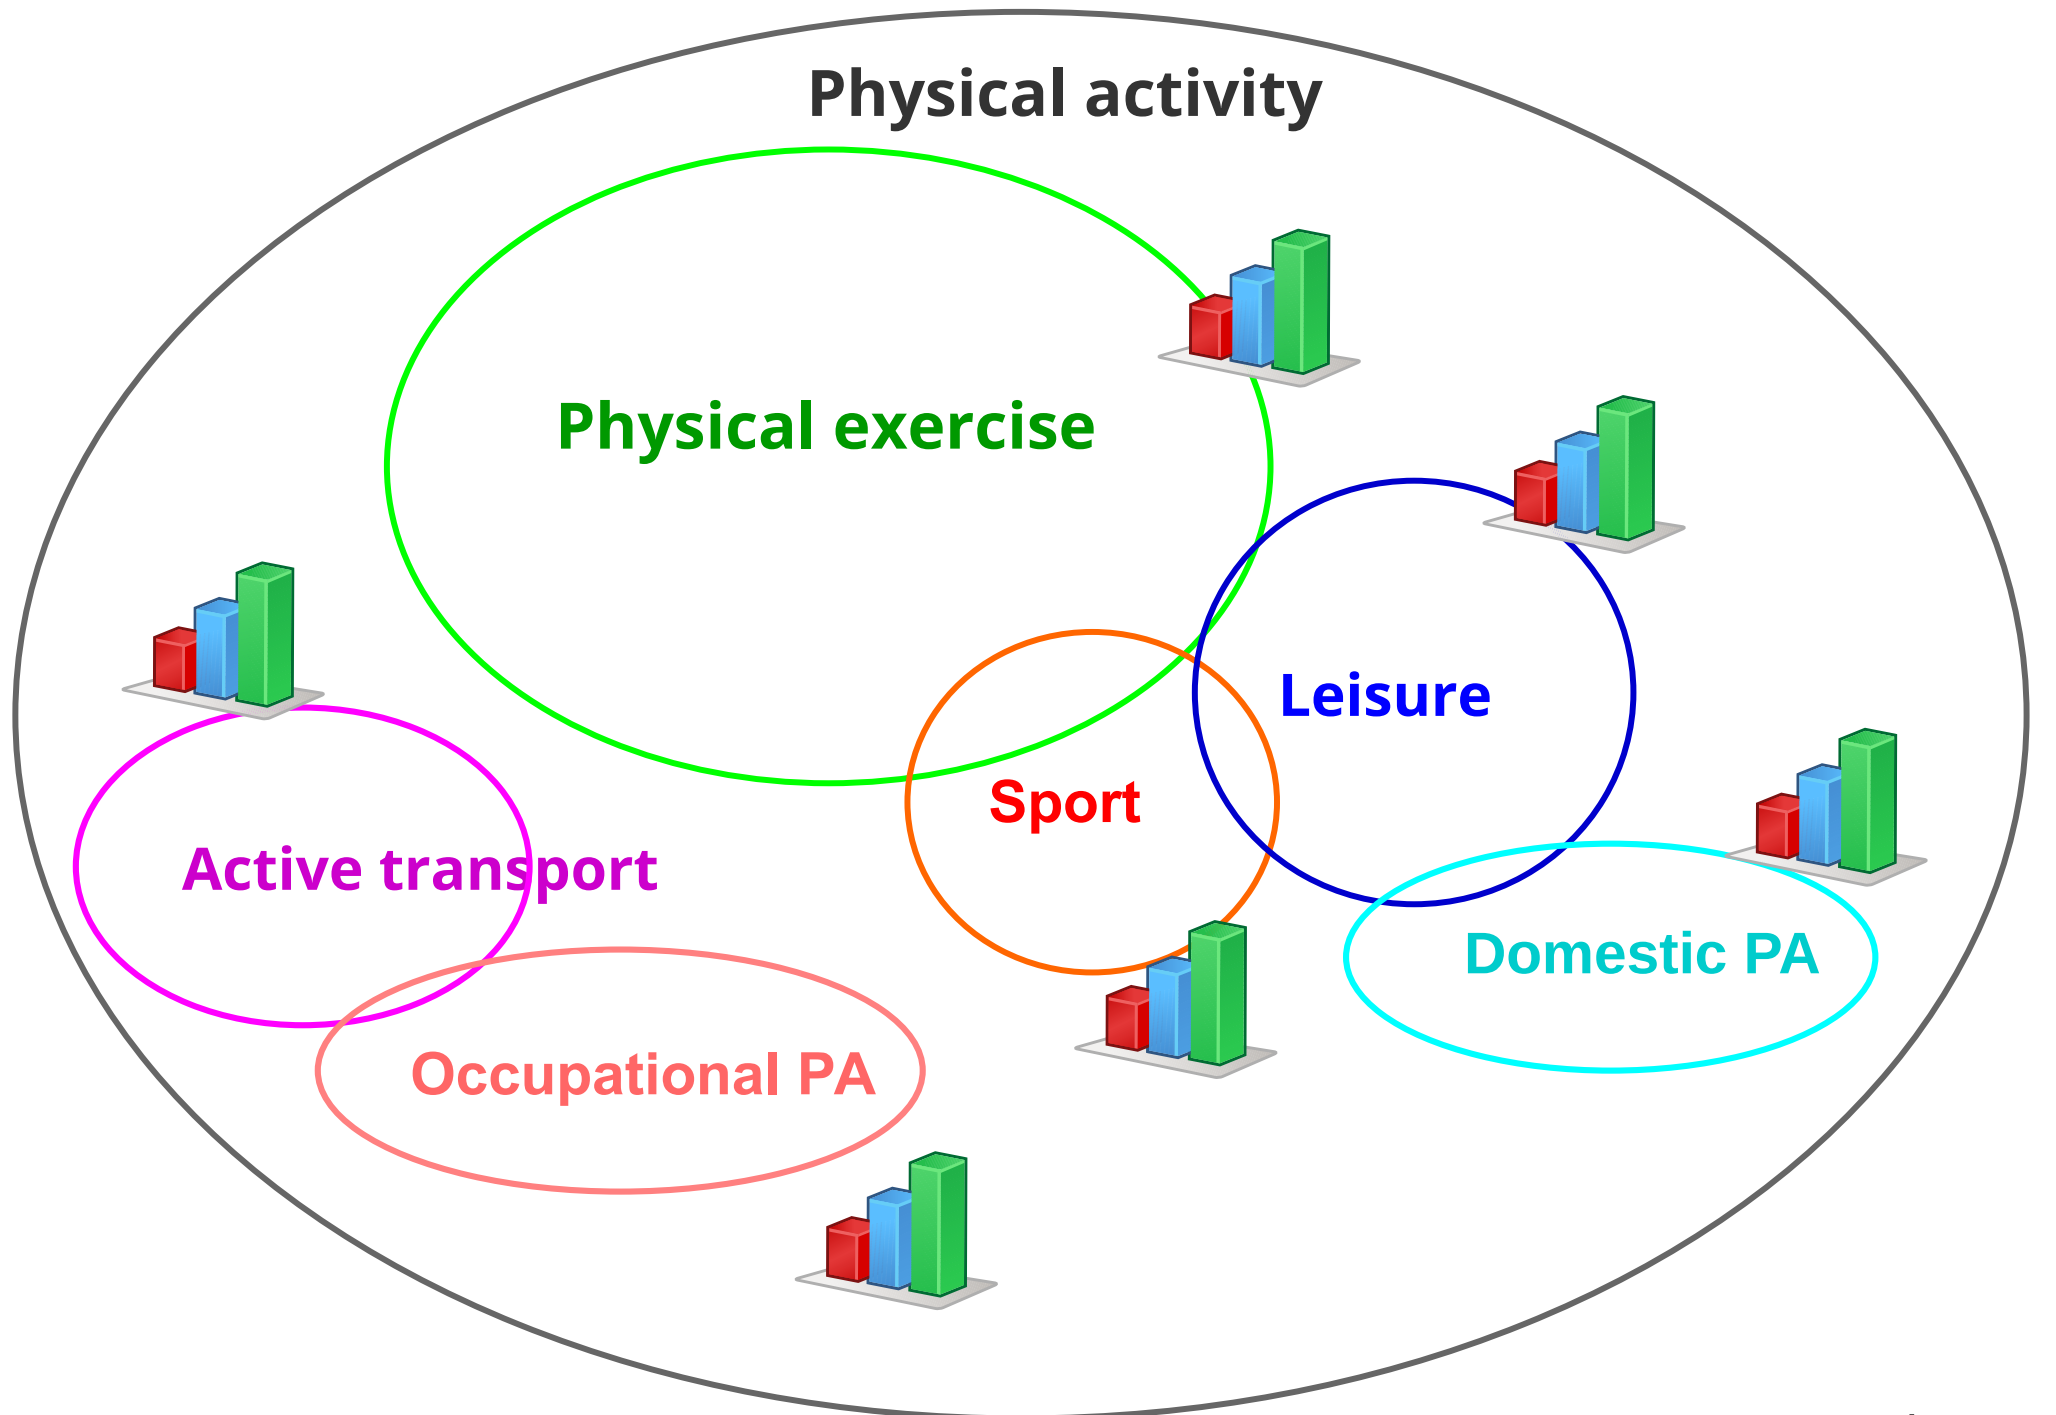 Physical activity
Physical exercise
Leisure
Sport
Active transport
Domestic PA
Occupational PA